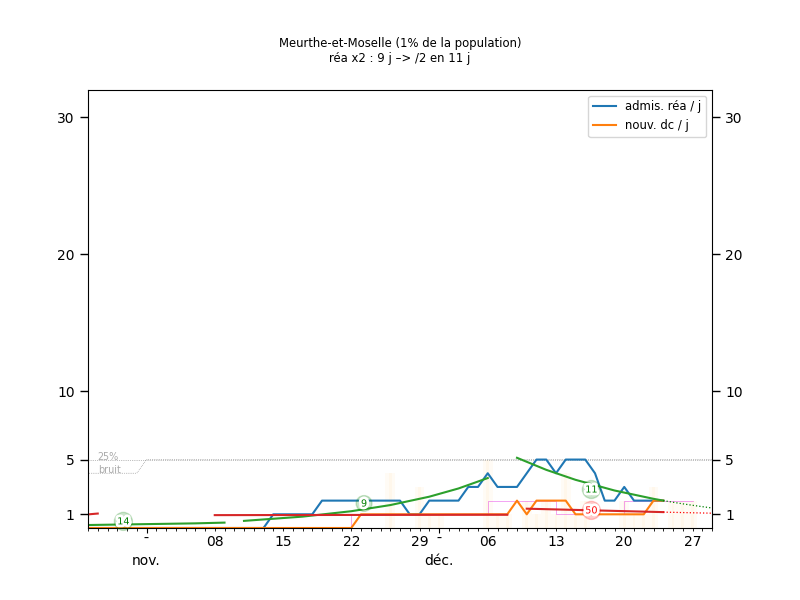 Meurthe-et-Moselle (1% de la population)
réa x2 : 9 j –> /2 en 11 j
admis. réa / j
nouv. dc / j
30 30
20 20
10 10
5 5
1 1
25%
bruit
14 9 11 50
- 08 15 22 29 - 06 13 20 27
nov. déc.